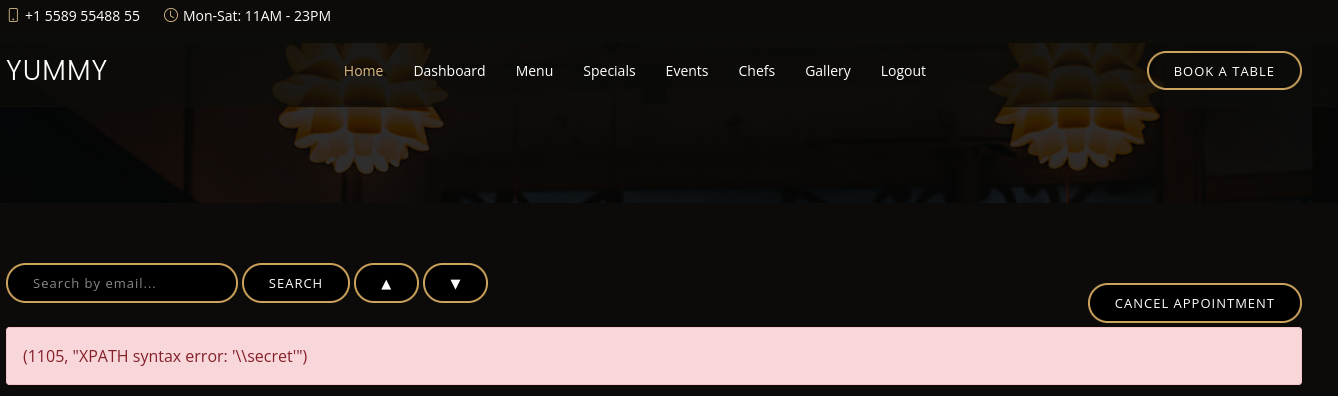 +1 5589 55488 55 Mon-Sat: 11AM - 23PM
YUMMY Home Dashboard Menu Specials Events Chefs Gallery Logout BOOK A TABLE
Search by email... SEARCH ▲ ▼
CANCEL APPOINTMENT
(1105, "XPATH syntax error: '\\secret'")